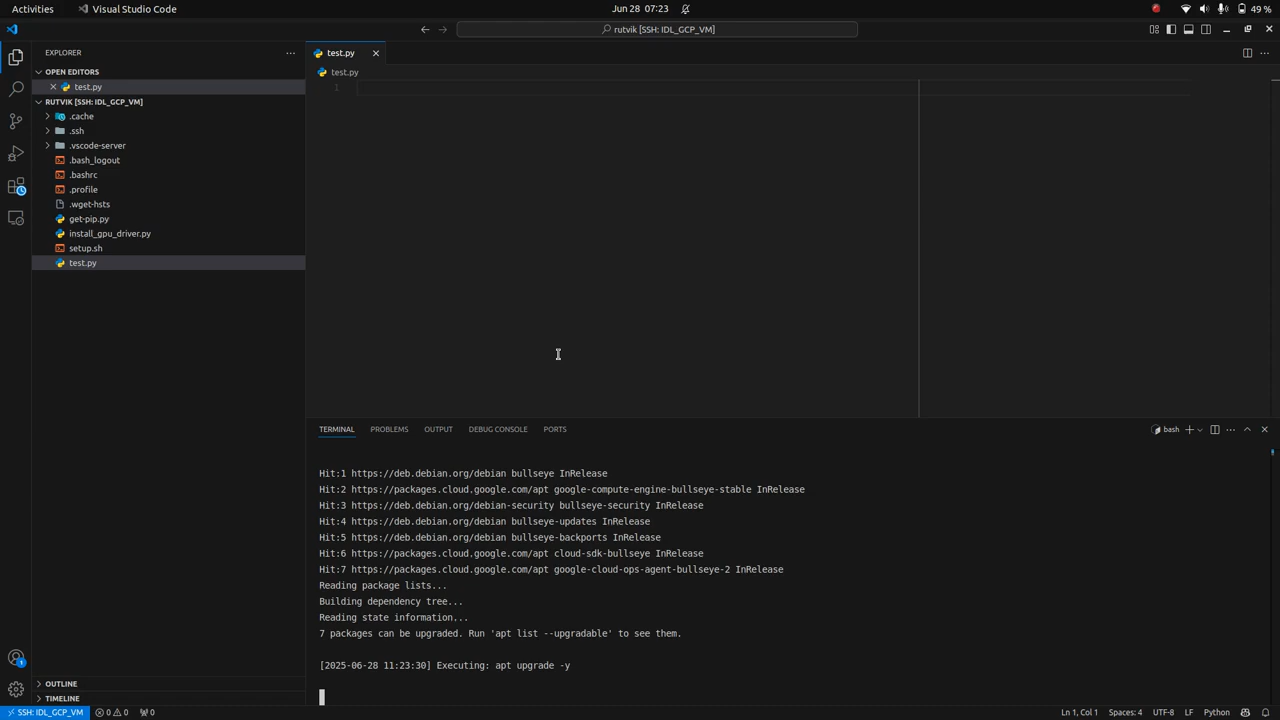 Activities
Visual Studio Code
Jun 28 07:23
49 %
rutvik [SSH: IDL_GCP_VM]
EXPLORER
OPEN EDITORS
test.py
RUTVIK [SSH: IDL_GCP_VM]
.cache
.ssh
.vscode-server
.bash_logout
.bashrc
.profile
.wget-hsts
get-pip.py
install_gpu_driver.py
setup.sh
test.py
OUTLINE
TIMELINE
test.py
test.py
1
TERMINAL
PROBLEMS
OUTPUT
DEBUG CONSOLE
PORTS
bash
Hit:1 https://deb.debian.org/debian bullseye InRelease
Hit:2 https://packages.cloud.google.com/apt google-compute-engine-bullseye-stable InRelease
Hit:3 https://deb.debian.org/debian-security bullseye-security InRelease
Hit:4 https://deb.debian.org/debian bullseye-updates InRelease
Hit:5 https://deb.debian.org/debian bullseye-backports InRelease
Hit:6 https://packages.cloud.google.com/apt cloud-sdk-bullseye InRelease
Hit:7 https://packages.cloud.google.com/apt google-cloud-ops-agent-bullseye-2 InRelease
Reading package lists...
Building dependency tree...
Reading state information...
7 packages can be upgraded. Run 'apt list --upgradable' to see them.
[2025-06-28 11:23:30] Executing: apt upgrade -y
1
SSH: IDL_GCP_VM
0 0
0
Ln 1, Col 1
Spaces: 4
UTF-8
LF
Python